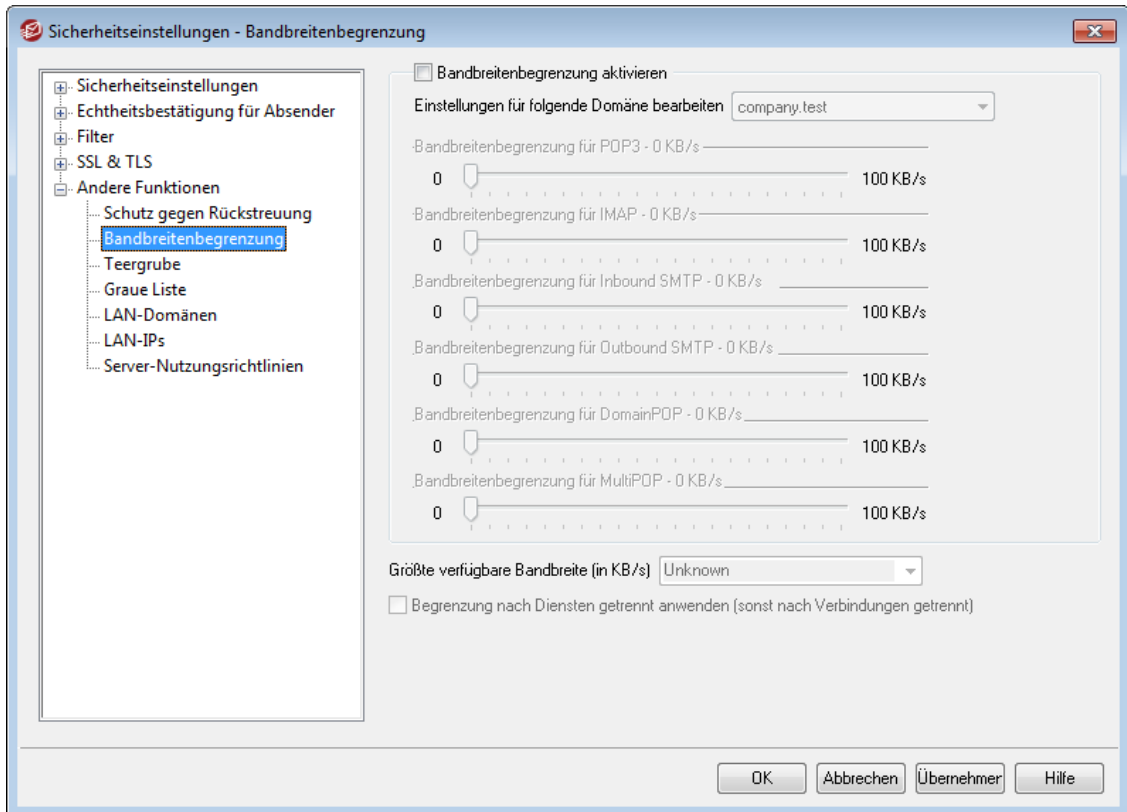 Sicherheitseinstellungen - Bandbreitenbegrenzung
Sicherheitseinstellungen
Echtheitsbestätigung für Absender
Filter
SSL & TLS
Andere Funktionen
Schutz gegen Rückstreuung
Bandbreitenbegrenzung
Teergrube
Graue Liste
LAN-Domänen
LAN-IPs
Server-Nutzungsrichtlinien
Bandbreitenbegrenzung aktivieren
Einstellungen für folgende Domäne bearbeiten company.test
Bandbreitenbegrenzung für POP3 - 0 KB/s
0 100 KB/s
Bandbreitenbegrenzung für IMAP - 0 KB/s
0 100 KB/s
Bandbreitenbegrenzung für Inbound SMTP - 0 KB/s
0 100 KB/s
Bandbreitenbegrenzung für Outbound SMTP - 0 KB/s
0 100 KB/s
Bandbreitenbegrenzung für DomainPOP - 0 KB/s
0 100 KB/s
Bandbreitenbegrenzung für MultiPOP - 0 KB/s
0 100 KB/s
Größte verfügbare Bandbreite (in KB/s) Unknown
Begrenzung nach Diensten getrennt anwenden (sonst nach Verbindungen getrennt)
OK Abbrechen Übernehmer Hilfe